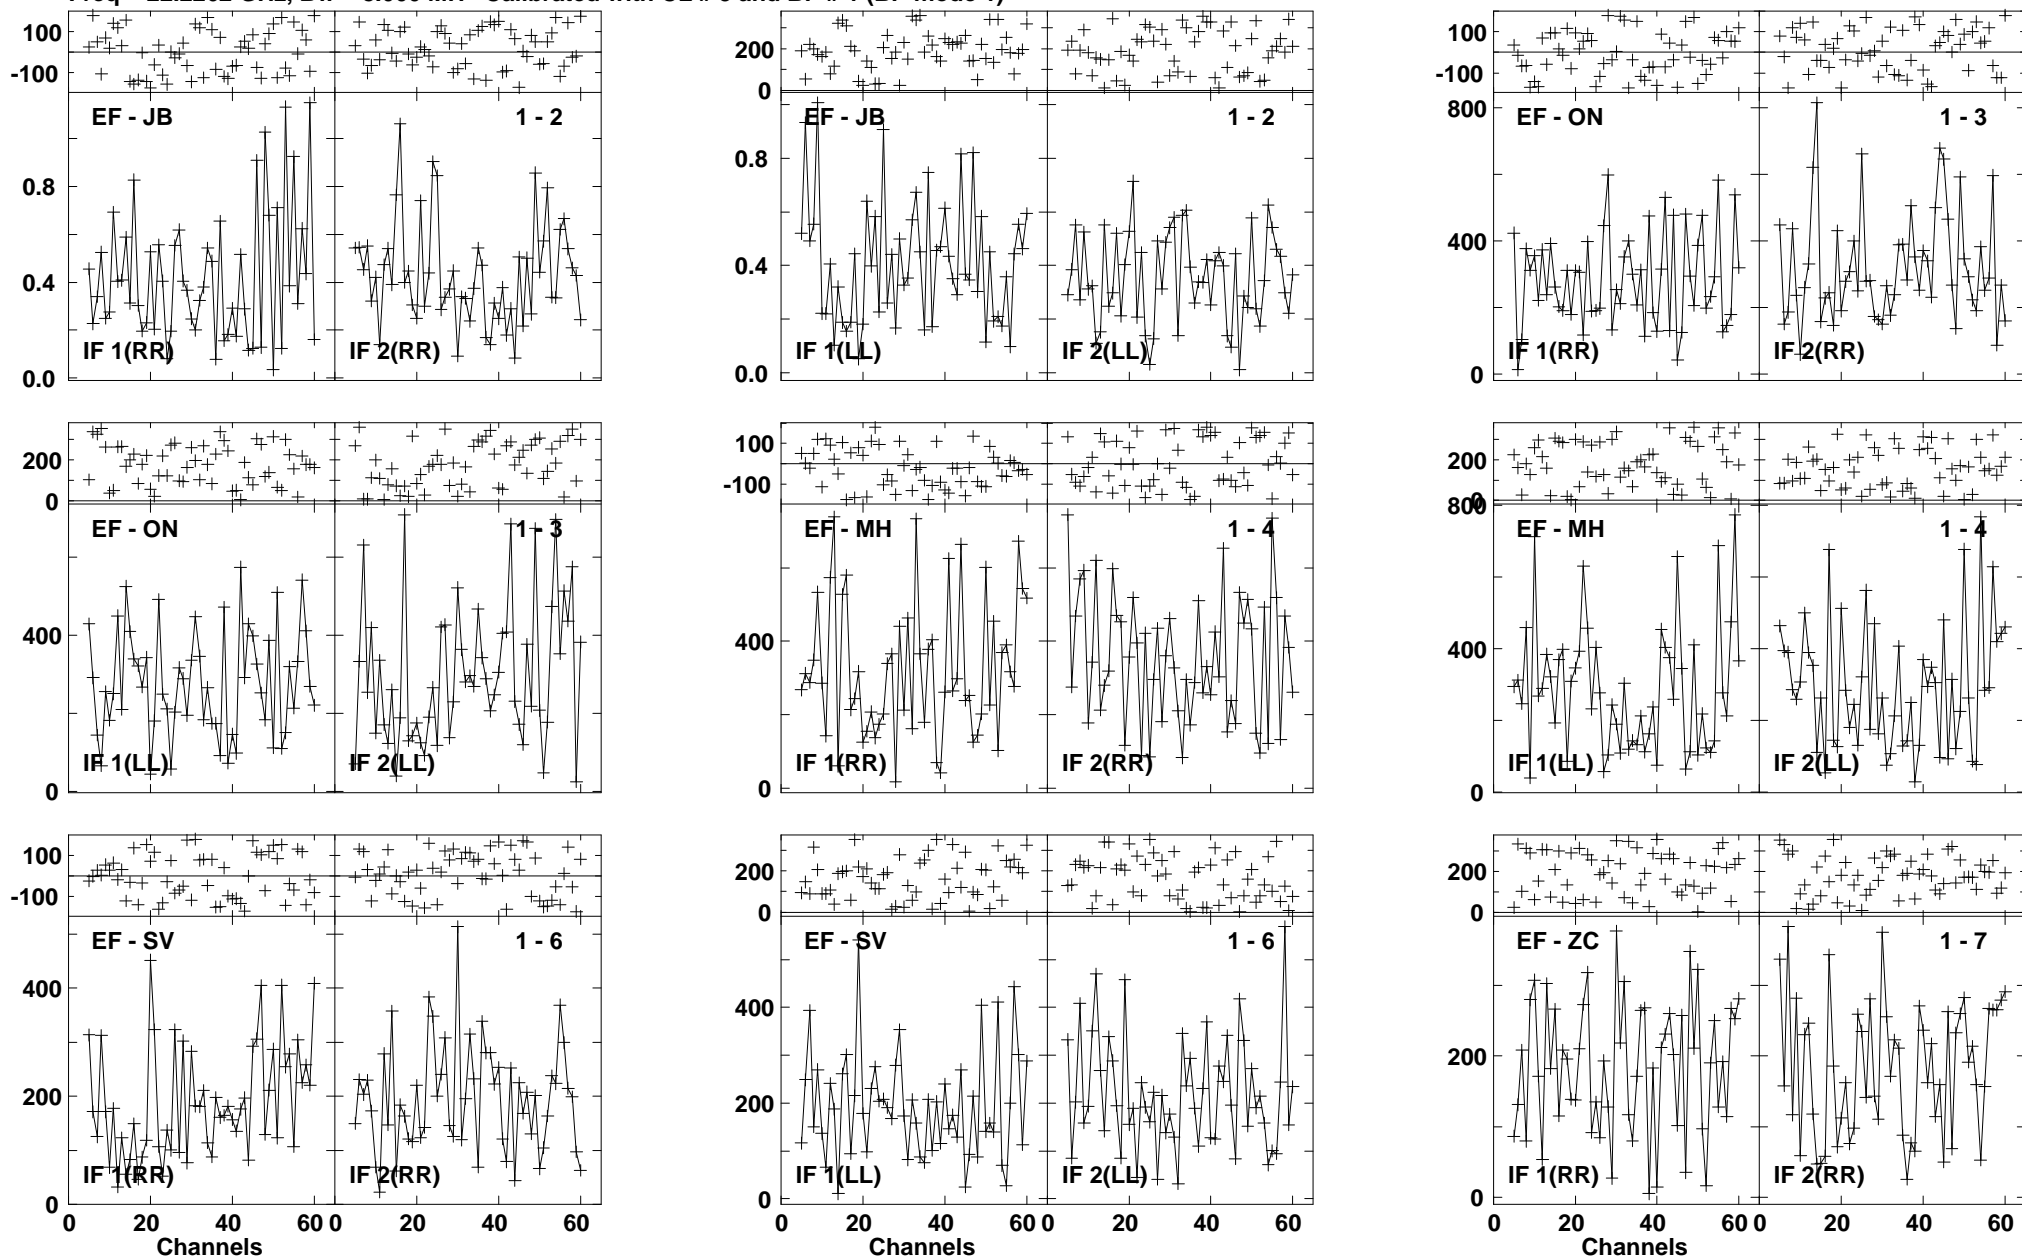 100
-100
EF - JB
1 - 2
0.8
0.4
0.0
IF 1(RR)
IF 2(RR)
200
0
EF - JB
1 - 2
0.8
0.4
0.0
IF 1(LL)
IF 2(LL)
100
-100
800
EF - ON
1 - 3
400
0
IF 1(RR)
IF 2(RR)
200
0
EF - ON
1 - 3
400
0
IF 1(LL)
IF 2(LL)
100
-100
EF - MH
1 - 4
400
0
IF 1(RR)
IF 2(RR)
200
0
800
EF - MH
1 - 4
400
0
IF 1(LL)
IF 2(LL)
100
-100
EF - SV
1 - 6
400
200
0
IF 1(RR)
IF 2(RR)
0 20 40 60 0 20 40 60
Channels
200
0
EF - SV
1 - 6
400
200
0
IF 1(LL)
IF 2(LL)
0 20 40 60 0 20 40 60
Channels
200
0
EF - ZC
1 - 7
200
0
IF 1(RR)
IF 2(RR)
0 20 40 60 0 20 40 60
Channels